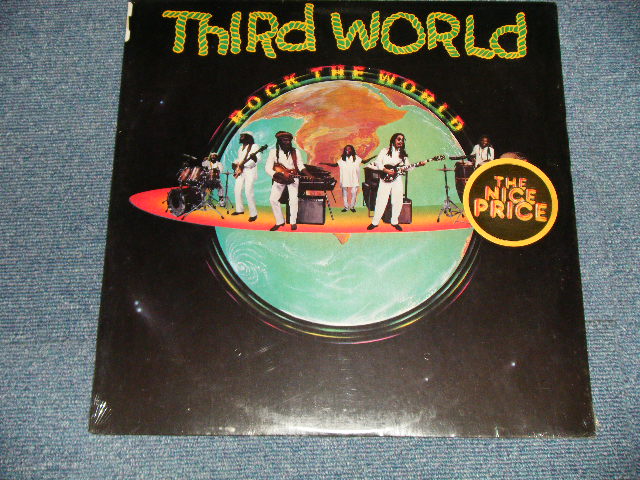 ThIRd WORLd
ROCK THE WORLD
THE
NICE
PRICE